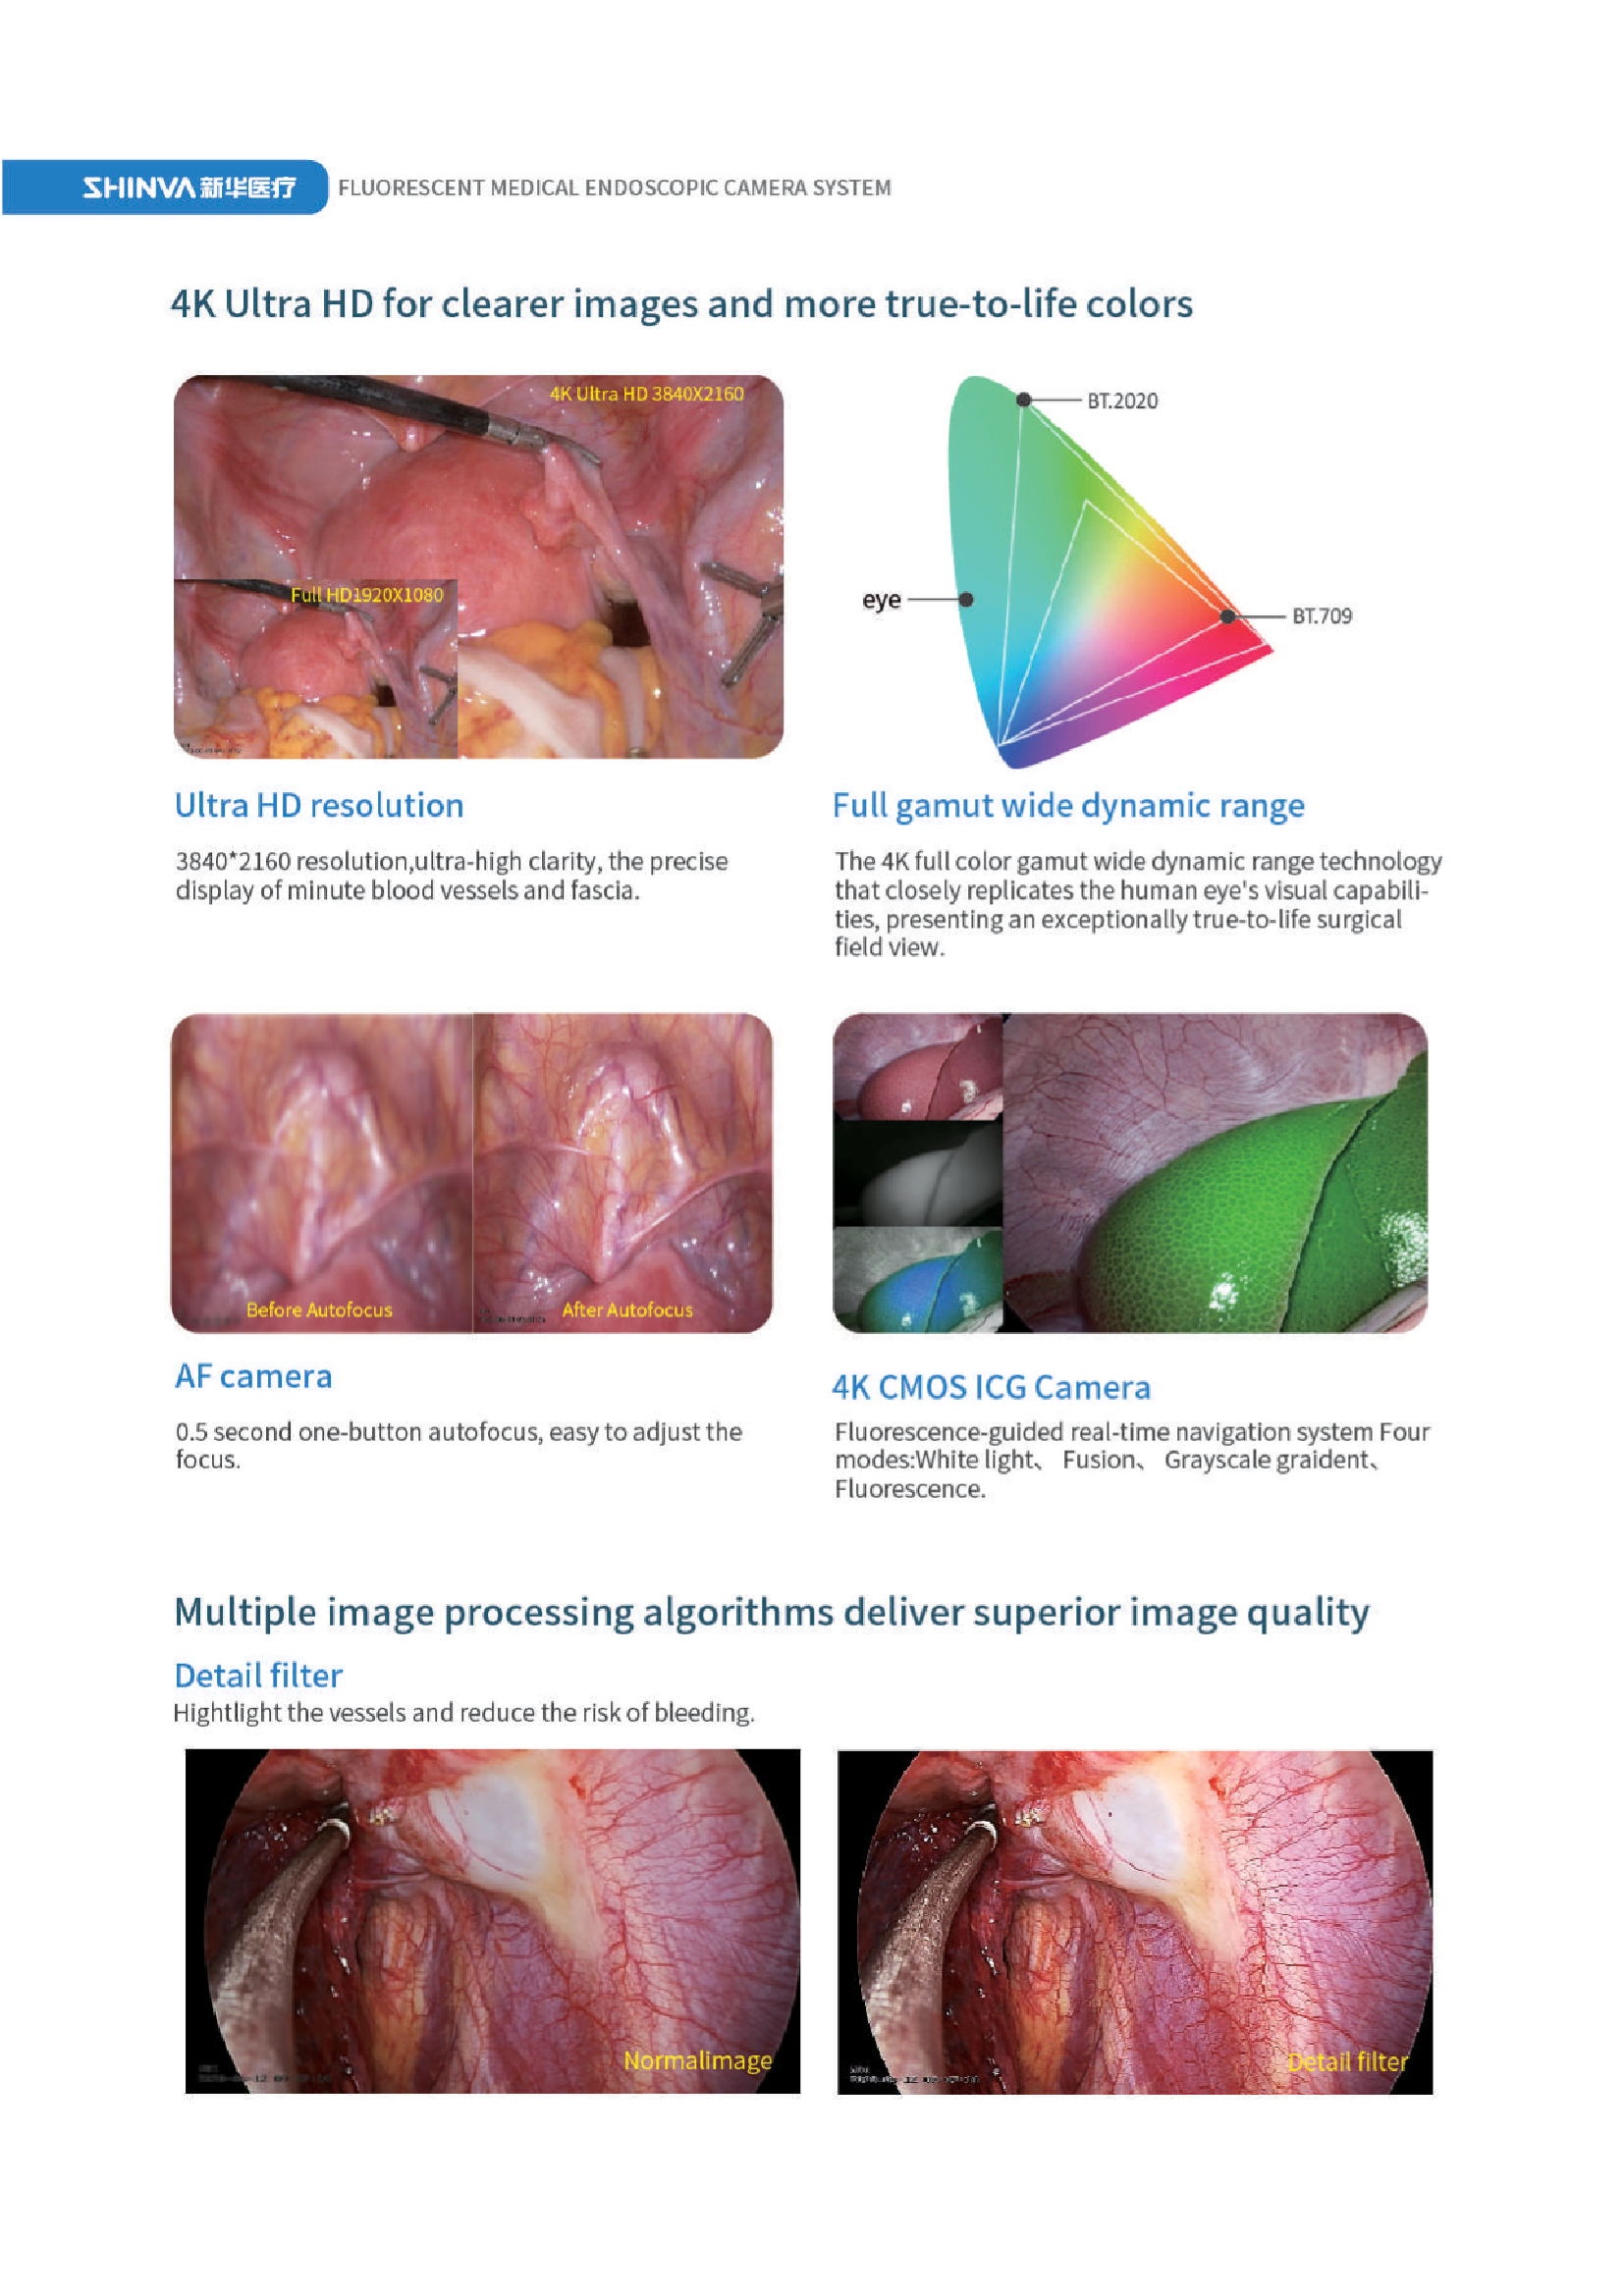 SHINVA 新华医疗 FLUORESCENT MEDICAL ENDOSCOPIC CAMERA SYSTEM
4K Ultra HD for clearer images and more true-to-life colors
4K Ultra HD 3840X2160
Full HD1920X1080
BT.2020
eye
BT.709
Ultra HD resolution
3840*2160 resolution,ultra-high clarity, the precise
display of minute blood vessels and fascia.
Full gamut wide dynamic range
The 4K full color gamut wide dynamic range technology
that closely replicates the human eye's visual capabili-
ties, presenting an exceptionally true-to-life surgical
field view.
Before Autofocus
After Autofocus
AF camera
0.5 second one-button autofocus, easy to adjust the
focus.
4K CMOS ICG Camera
Fluorescence-guided real-time navigation system Four
modes:White light、 Fusion、 Grayscale graident、
Fluorescence.
Multiple image processing algorithms deliver superior image quality
Detail filter
Hightlight the vessels and reduce the risk of bleeding.
Normalimage
Detail filter